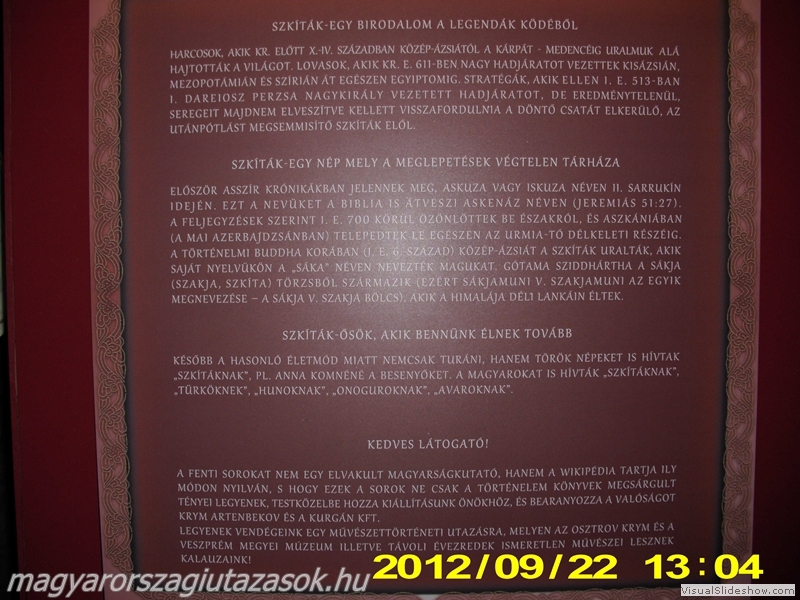 SZKÍTÁK-EGY BIRODALOM A LEGENDÁK KÖDÉBŐL
HARCOSOK, AKIK KR. ELŐTT X.-IV. SZÁZADBAN KÖZÉP-ÁZSIÁTÓL A KÁRPÁT - MEDENCÉIG URALMUK ALÁ
HAJTOTTÁK A VILÁGOT. LOVASOK, AKIK KR. E. 611-BEN NAGY HADJÁRATOT VEZETTEK KISÁZSIÁN,
MEZOPOTÁMIÁN ÉS SZÍRIÁN ÁT EGÉSZEN EGYIPTOMIG. STRATÉGÁK, AKIK ELLEN I. E. 513-BAN
I. DAREIOSZ PERZSA NAGYKIRÁLY VEZETETT HADJÁRATOT, DE EREDMÉNYTELENÜL,
SEREGEIT MAJDNEM ELVESZÍTVE KELLETT VISSZAFORDULNIA A DÖNTŐ CSATÁT ELKERÜLŐ, AZ
UTÁNPÓTLÁST MEGSEMMISÍTŐ SZKÍTÁK ELŐL.
SZKÍTÁK-EGY NÉP MELY A MEGLEPETÉSEK VÉGTELEN TÁRHÁZA
ELŐSZÖR ASSZÍR KRÓNIKÁKBAN JELENNEK MEG, ASKUZA VAGY ISKUZA NÉVEN II. SARRUKÍN
IDEJÉN. EZT A NEVÜKET A BIBLIA IS ÁTVESZI ASKENÁZ NÉVEN (JEREMIÁS 51:27).
A FELJEGYZÉSEK SZERINT I. E. 700 KÖRÜL ÖZÖNLÖTTEK BE ÉSZAKRÓL, ÉS ASZKÁNIÁBAN
(A MAI AZERBAJDZSÁNBAN) TELEPEDTEK LE EGÉSZEN AZ URMIA-TÓ DÉLKELETI RÉSZÉIG.
A TÖRTÉNELMI BUDDHA KORÁBAN (I. E. 6. SZÁZAD) KÖZÉP-ÁZSIÁT A SZKÍTÁK URALTÁK, AKIK
SAJÁT NYELVÜKÖN A „SÁKA” NÉVEN NEVEZTÉK MAGUKAT. GÓTAMA SZIDDHÁRTHA A SÁKJA
(SZAKJA, SZKÍTA) TÖRZSBŐL SZÁRMAZIK (EZÉRT SÁKJAMUNI V. SZAKJAMUNI AZ EGYIK
MEGNEVEZÉSE – A SÁKJA V. SZAKJA BÖLCS), AKIK A HIMALÁJA DÉLI LANKÁIN ÉLTEK.
SZKÍTÁK-ŐSÖK, AKIK BENNÜNK ÉLNEK TOVÁBB
KÉSŐBB A HASONLÓ ÉLETMÓD MIATT NEMCSAK TURÁNI, HANEM TÖRÖK NÉPEKET IS HÍVTAK
„SZKÍTÁKNAK”, PL. ANNA KOMNÉNÉ A BESENYŐKET. A MAGYAROKAT IS HÍVTÁK „SZKÍTÁKNAK”,
„TÜRKÖKNEK”, „HUNOKNAK”, „ONOGUROKNAK”, „AVAROKNAK”.
KEDVES LÁTOGATÓ!
A FENTI SOROKAT NEM EGY ELVAKULT MAGYARSÁGKUTATÓ, HANEM A WIKIPÉDIA TARTJA ILY
MÓDON NYILVÁN, S HOGY EZEK A SOROK NE CSAK A TÖRTÉNELEM KÖNYVEK MEGSÁRGULT
TÉNYEI LEGYENEK, TESTKÖZELBE HOZZA KIÁLLÍTÁSUNK ÖNÖKHÖZ, ÉS BEARANYOZZA A VALÓSÁGOT
KRYM ARTENBEKOV ÉS A KURGÁN KFT.
LEGYENEK VENDÉGEINK EGY MŰVÉSZETTÖRTÉNETI UTAZÁSRA, MELYEN AZ OSTROV KRYM ÉS A
VESZPRÉM MEGYEI MÚZEUM ILLETVE TÁVOLI ÉVEZREDEK ISMERETLEN MŰVÉSZEI LESZNEK
KALAUZAINK!
magyarorszagiutazasok.hu
2012/09/22 13:04
VisualSlideshow.com